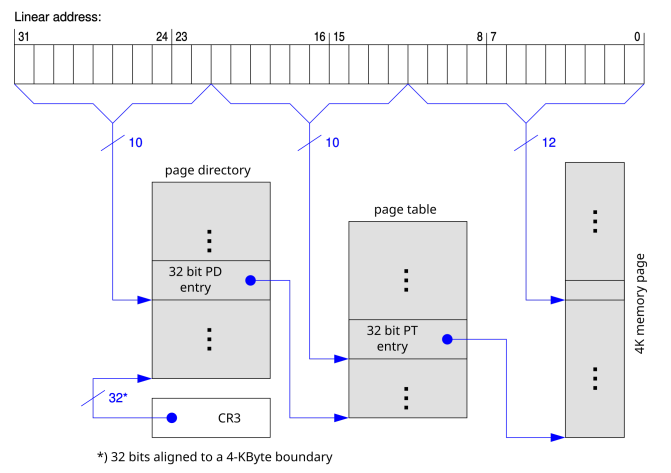 Linear address:
31 24 23 16 15 8 7 0
10 10 12
page directory
page table
32 bit PD
entry
32 bit PT
entry
4K memory page
32*
CR3
*) 32 bits aligned to a 4-KByte boundary